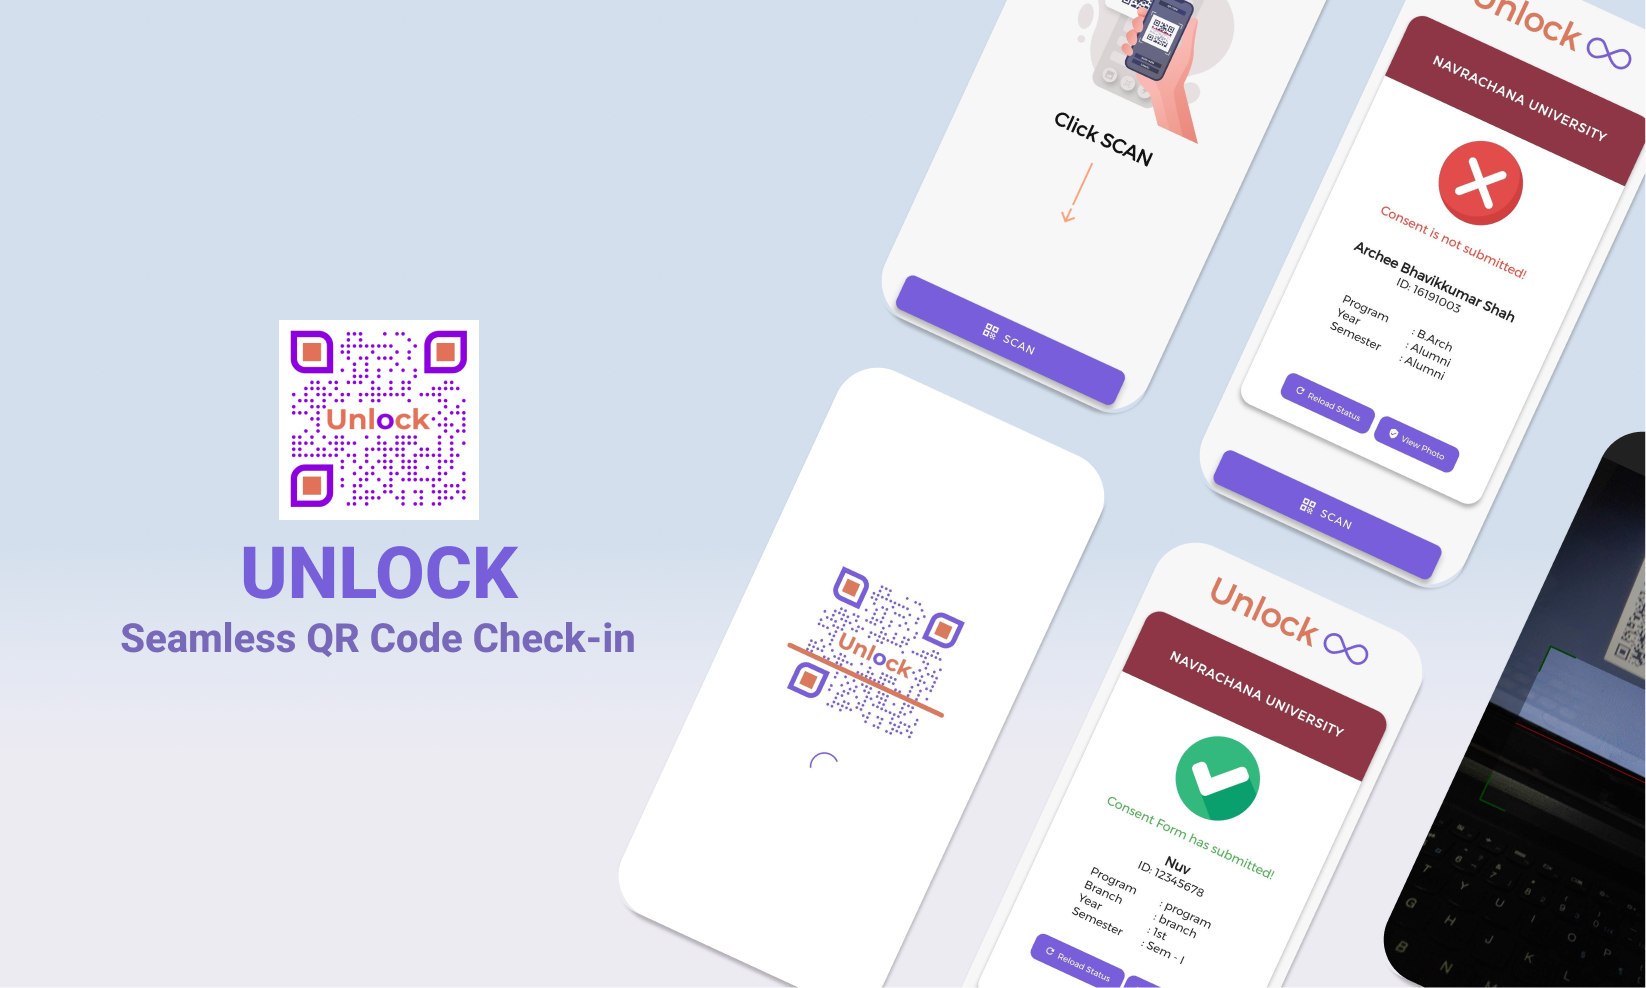 Unlock
UNLOCK
Seamless QR Code Check-in
Click SCAN
SCAN
Unlock
NAVRACHANA UNIVERSITY
Consent is not submitted!
Archee Bhavikkumar Shah
ID: 16191003
Program : B.Arch
Year : Alumni
Semester : Alumni
Reload Status
View Photo
SCAN
Unlock
Unlock
NAVRACHANA UNIVERSITY
Consent Form has submitted!
Nuv
ID: 12345678
Program : program
Branch : branch
Year : 1st
Semester : Sem - I
Reload Status
T Y U I O P
G H J K L
B N